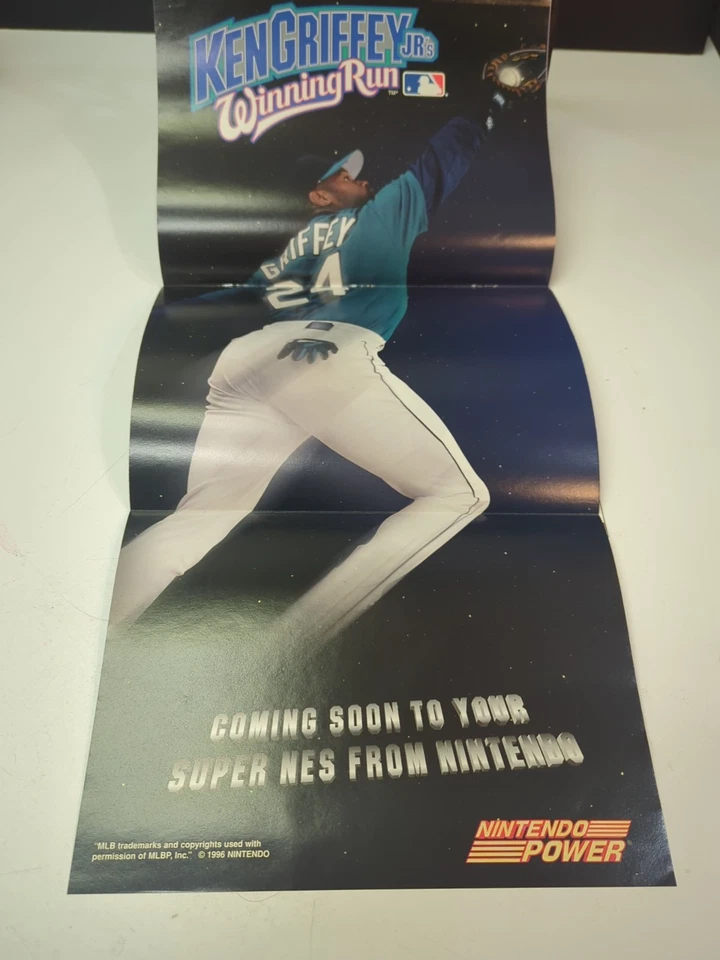 KEN GRIFFEY JR's
Winning Run™
GRIFFEY
24
COMING SOON TO YOUR
SUPER NES FROM NINTENDO
"MLB trademarks and copyrights used with
permission of MLBP, Inc." © 1996 NINTENDO
NINTENDO
POWER